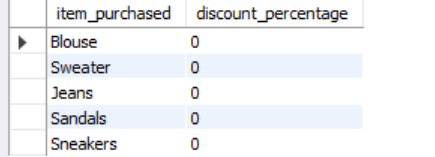 item_purchased discount_percentage
Blouse 0
Sweater 0
Jeans 0
Sandals 0
Sneakers 0